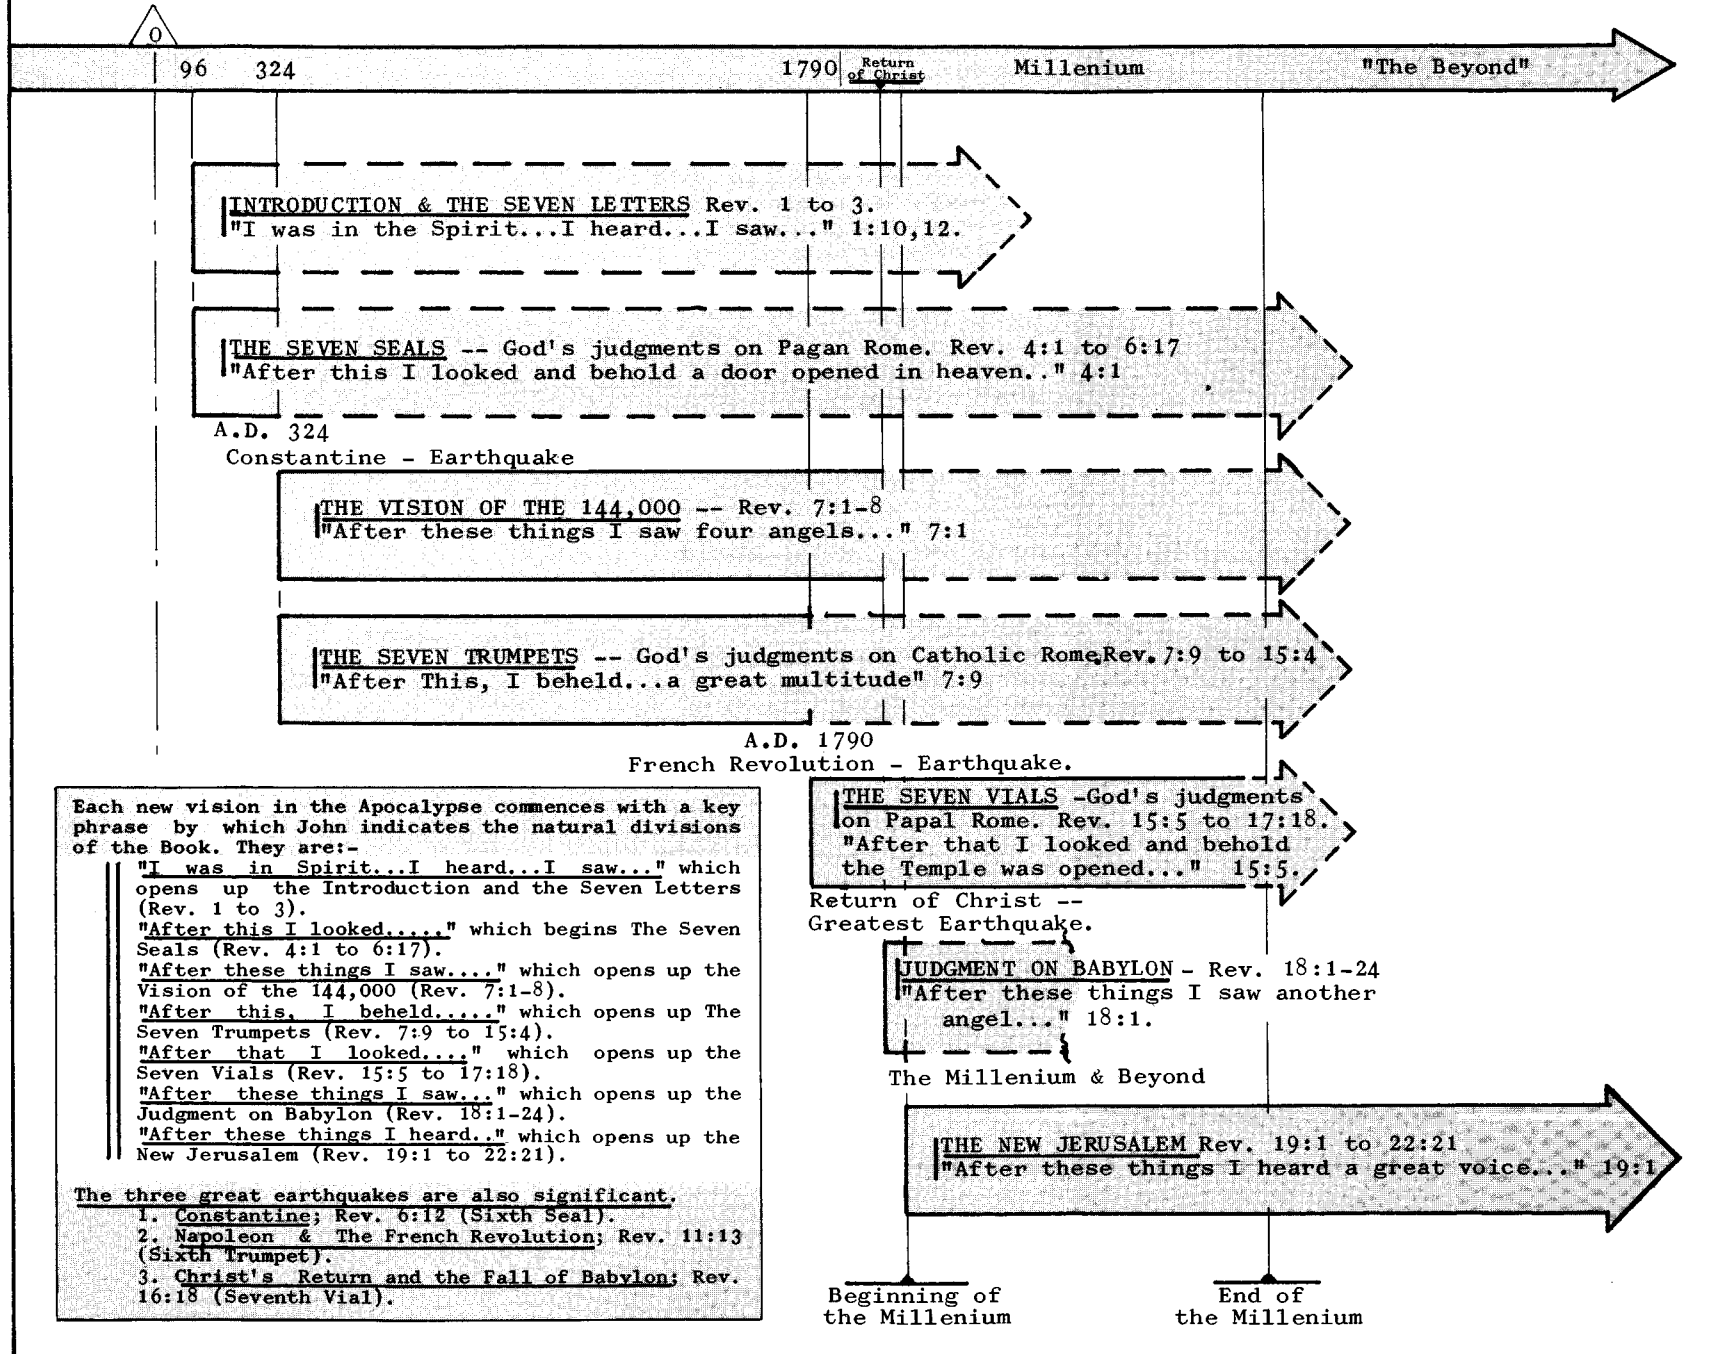 0
96 324 1790 Return of Christ Millenium "The Beyond"
INTRODUCTION & THE SEVEN LETTERS Rev. 1 to 3.
"I was in the Spirit...I heard...I saw..." 1:10,12.
THE SEVEN SEALS -- God's judgments on Pagan Rome. Rev. 4:1 to 6:17
"After this I looked and behold a door opened in heaven.." 4:1
A.D. 324
Constantine - Earthquake
THE VISION OF THE 144,000 -- Rev. 7:1-8
"After these things I saw four angels..." 7:1
THE SEVEN TRUMPETS -- God's judgments on Catholic Rome.Rev. 7:9 to 15:4
"After This, I beheld...a great multitude" 7:9
A.D. 1790
French Revolution - Earthquake.
THE SEVEN VIALS -God's judgments
on Papal Rome. Rev. 15:5 to 17:18.
"After that I looked and behold
the Temple was opened..." 15:5.
Return of Christ --
Greatest Earthquake.
JUDGMENT ON BABYLON - Rev. 18:1-24
"After these things I saw another
angel..." 18:1.
The Millenium & Beyond
THE NEW JERUSALEM Rev. 19:1 to 22:21
"After these things I heard a great voice..." 19:1
Beginning of
the Millenium
End of
the Millenium
Each new vision in the Apocalypse commences with a key
phrase by which John indicates the natural divisions
of the Book. They are:-
"I was in Spirit...I heard...I saw..." which
opens up the Introduction and the Seven Letters
(Rev. 1 to 3).
"After this I looked....." which begins The Seven
Seals (Rev. 4:1 to 6:17).
"After these things I saw...." which opens up the
Vision of the 144,000 (Rev. 7:1-8).
"After this, I beheld....." which opens up The
Seven Trumpets (Rev. 7:9 to 15:4).
"After that I looked...." which opens up the
Seven Vials (Rev. 15:5 to 17:18).
"After these things I saw..." which opens up the
Judgment on Babylon (Rev. 18:1-24).
"After these things I heard.." which opens up the
New Jerusalem (Rev. 19:1 to 22:21).
The three great earthquakes are also significant.
1. Constantine; Rev. 6:12 (Sixth Seal).
2. Napoleon & The French Revolution; Rev. 11:13
(Sixth Trumpet).
3. Christ's Return and the Fall of Babylon; Rev.
16:18 (Seventh Vial).